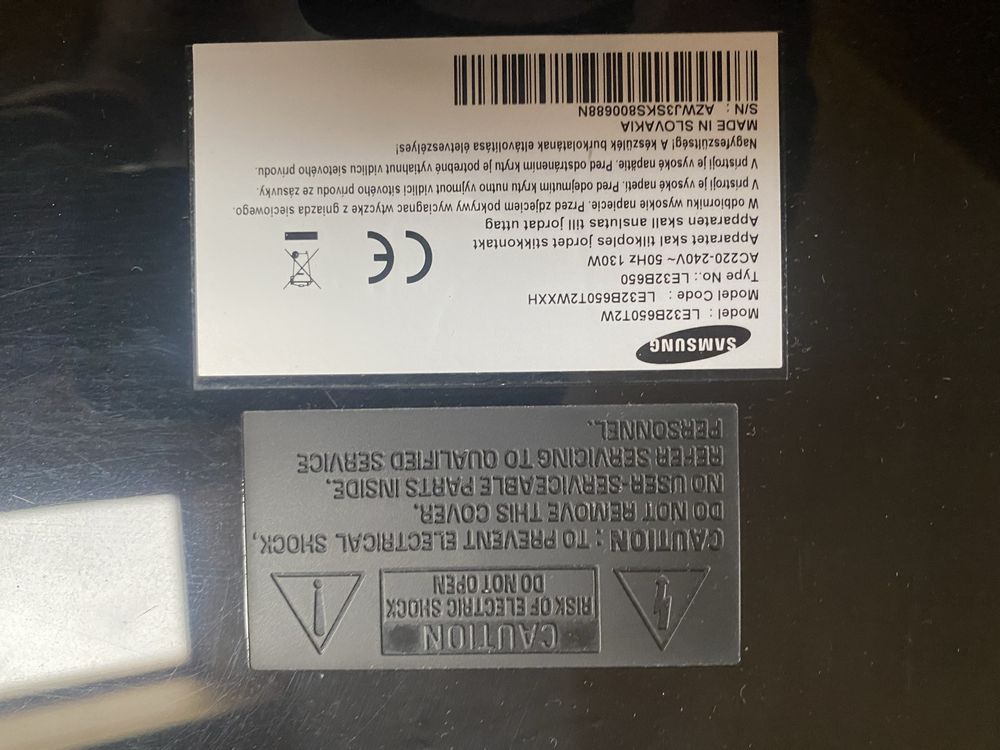 CAUTION
RISK OF ELECTRIC SHOCK
DO NOT OPEN
CAUTION : TO PREVENT ELECTRICAL SHOCK,
DO NOT REMOVE THIS COVER.
NO USER-SERVICEABLE PARTS INSIDE.
REFER SERVICING TO QUALIFIED SERVICE
PERSONNEL.
SAMSUNG
Model : LE32B650T2W
Model Code : LE32B650T2WXXH
Type No.: LE32B650
AC220-240V~ 50Hz 130W
CE
Apparatet skal tilkoples jordet stikkontakt
Apparaten skall anslutas till jordat uttag
W odbiorniku wysokie napiecie. Przed zdjeciem pokrywy wyciagnac wtyczke z gniazda sieciowego.
V pristroji je vysoké napeti. Pred odejmutim krytu nutno vyjmout vidlici sítového prívodu ze zásuvky.
V prístroji je vysoké napätie. Pred odstránením krytu je potrebné vytiahnut vidlicu sietového prívodu.
Nagyfeszültség! A készülék burkolatának eltávolítása életveszélyes!
MADE IN SLOVAKIA
S/N : AZWJ3SKS800688N